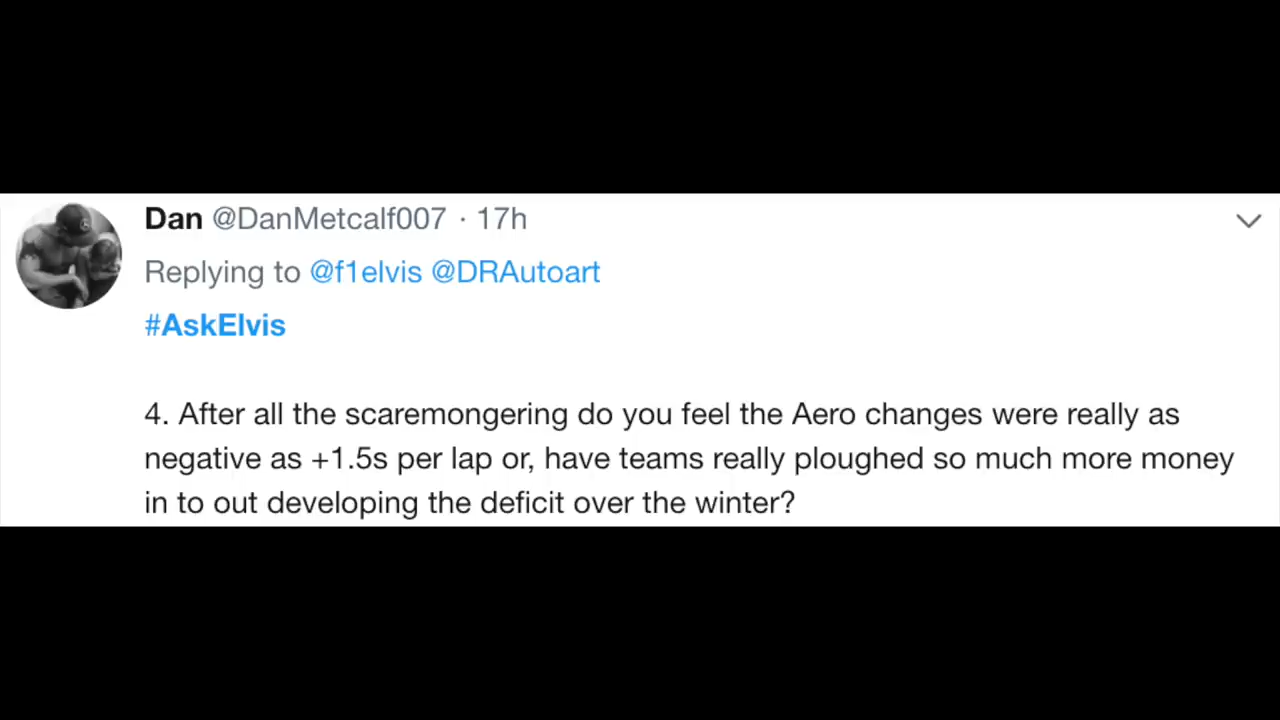 Dan @DanMetcalf007 · 17h
Replying to @f1elvis @DRAutoart
#AskElvis
4. After all the scaremongering do you feel the Aero changes were really as
negative as +1.5s per lap or, have teams really ploughed so much more money
in to out developing the deficit over the winter?